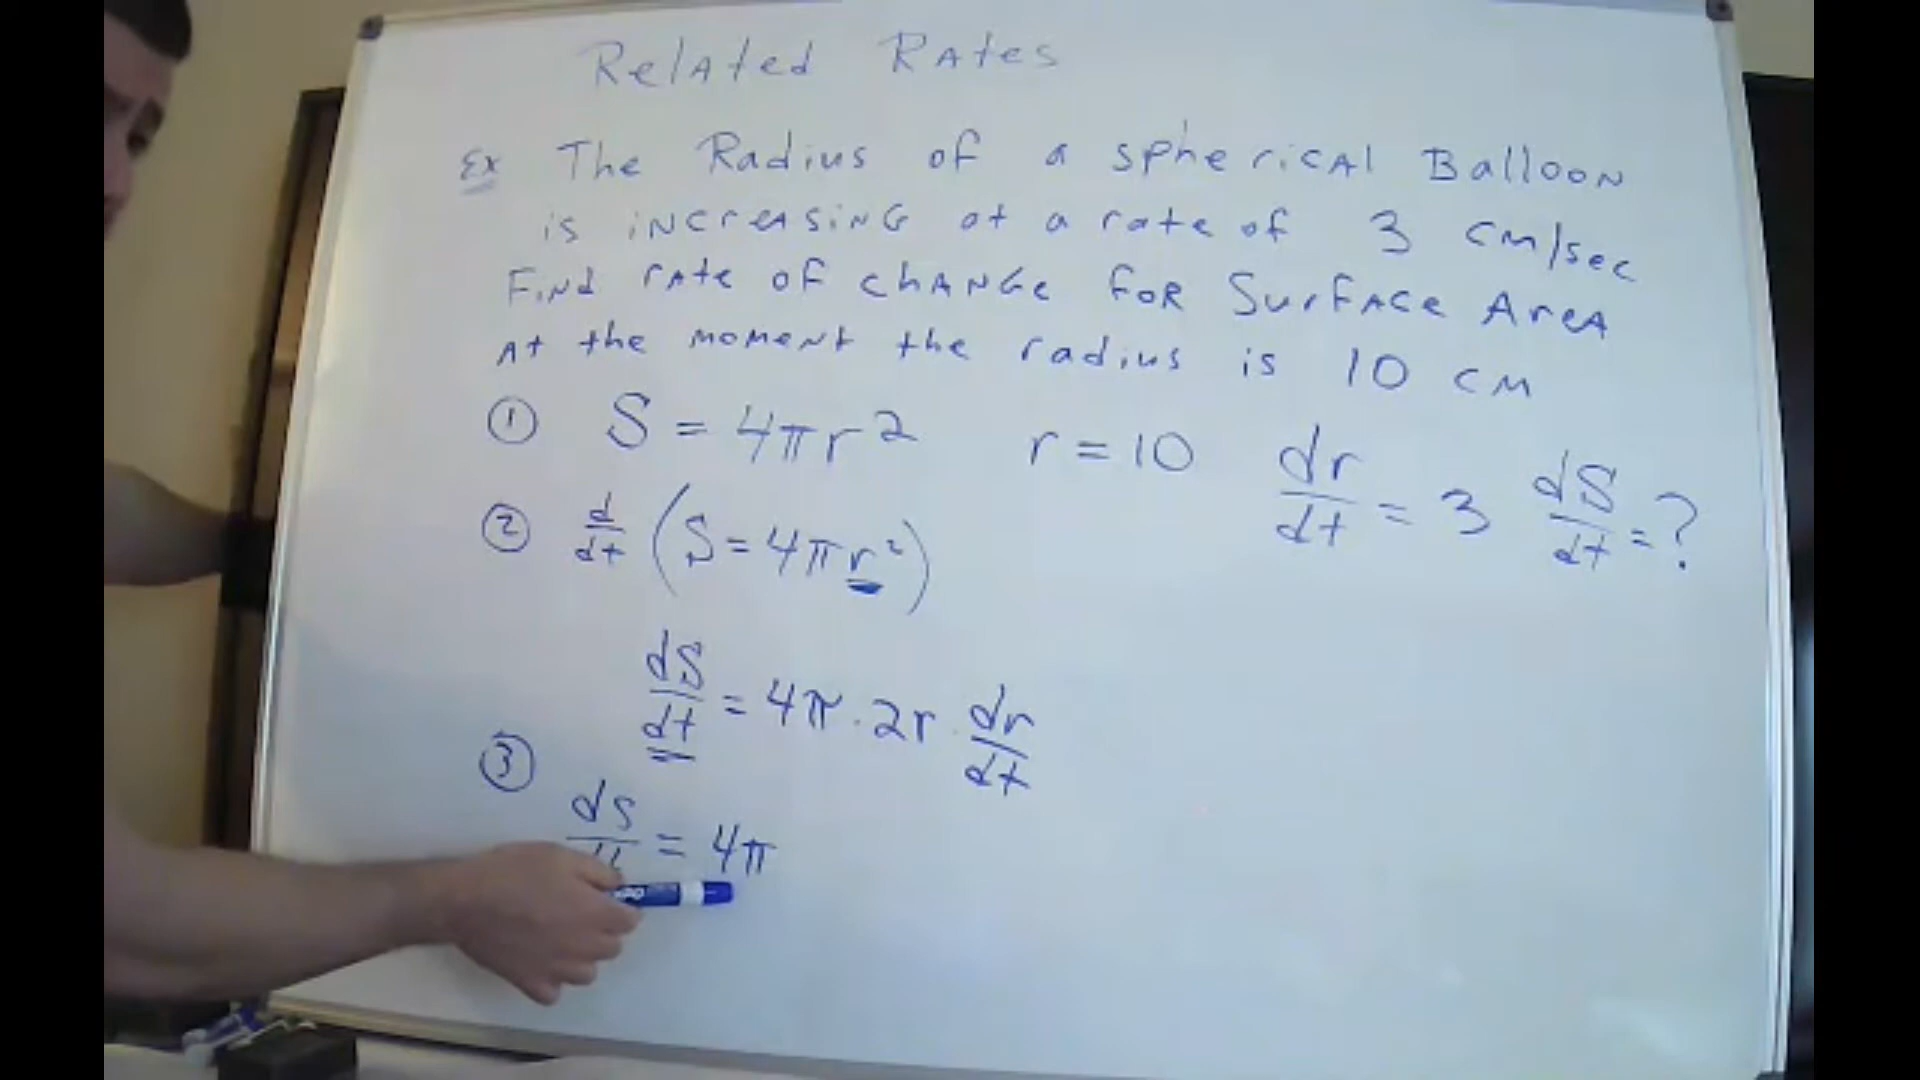 Related Rates
Ex The Radius of a spherical Balloon
is increasing at a rate of 3 cm/sec
Find rate of change for Surface Area
At the moment the radius is 10 cm
① S = 4πr² r = 10 dr/dt = 3 dS/dt = ?
② d/dt (S = 4πr²)
dS/dt = 4π · 2r · dr/dt
③
dS/dt = 4π